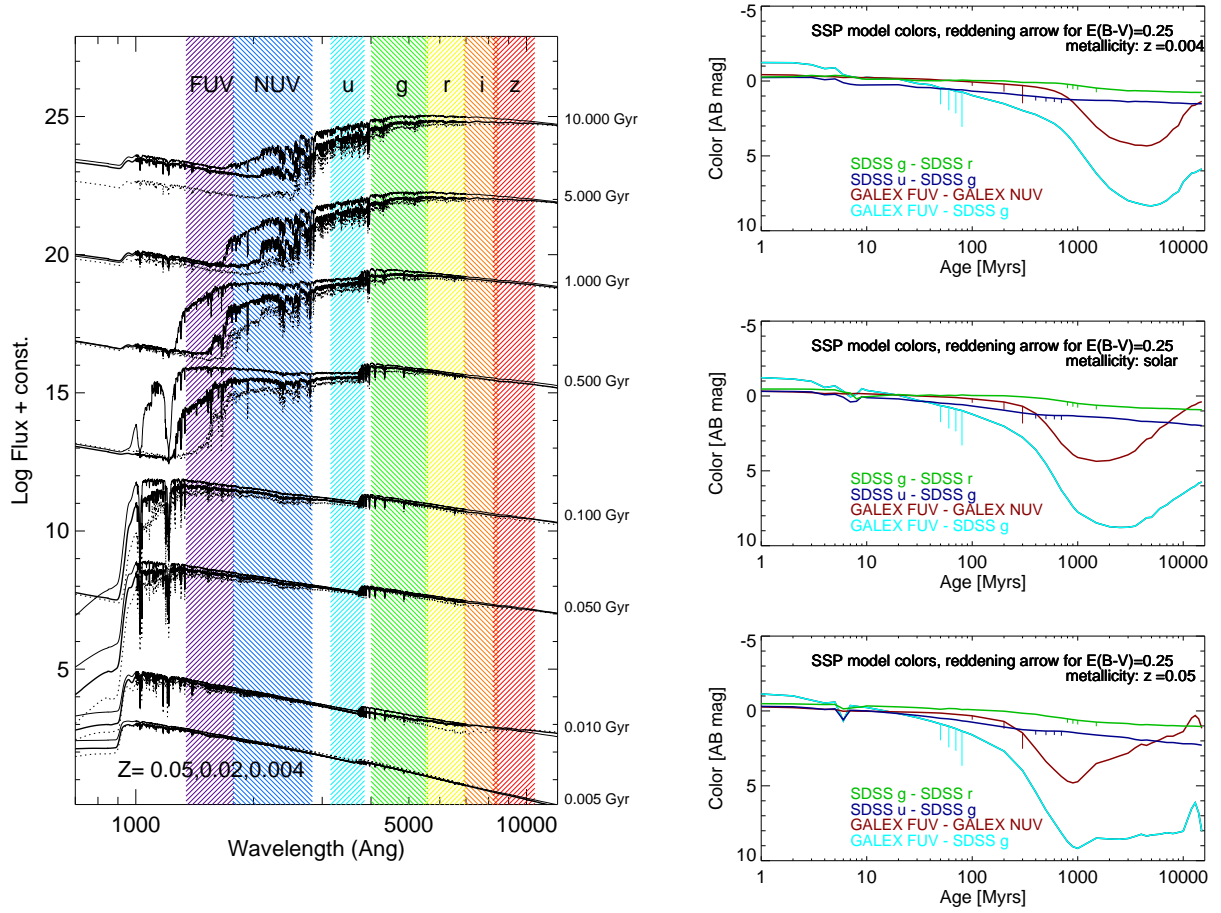 FUV NUV u g r i z
25
20
15
10
5
Log Flux + const.
10.000 Gyr
5.000 Gyr
1.000 Gyr
0.500 Gyr
0.100 Gyr
0.050 Gyr
0.010 Gyr
0.005 Gyr
Z= 0.05,0.02,0.004
1000 5000 10000
Wavelength (Ang)
-5
0
5
10
Color [AB mag]
SSP model colors, reddening arrow for E(B-V)=0.25
metallicity: z =0.004
SDSS g - SDSS r
SDSS u - SDSS g
GALEX FUV - GALEX NUV
GALEX FUV - SDSS g
1 10 100 1000 10000
Age [Myrs]
-5
0
5
10
Color [AB mag]
SSP model colors, reddening arrow for E(B-V)=0.25
metallicity: solar
SDSS g - SDSS r
SDSS u - SDSS g
GALEX FUV - GALEX NUV
GALEX FUV - SDSS g
1 10 100 1000 10000
Age [Myrs]
-5
0
5
10
Color [AB mag]
SSP model colors, reddening arrow for E(B-V)=0.25
metallicity: z =0.05
SDSS g - SDSS r
SDSS u - SDSS g
GALEX FUV - GALEX NUV
GALEX FUV - SDSS g
1 10 100 1000 10000
Age [Myrs]